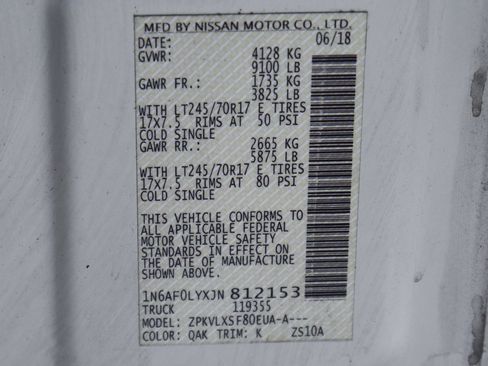 MFD BY NISSAN MOTOR CO., LTD.
DATE: 06/18
GVWR: 4128 KG
9100 LB
GAWR FR.: 1735 KG
3825 LB
WITH LT245/70R17 E TIRES
17X7.5 RIMS AT 50 PSI
COLD SINGLE
GAWR RR.: 2665 KG
5875 LB
WITH LT245/70R17 E TIRES
17X7.5 RIMS AT 80 PSI
COLD SINGLE
THIS VEHICLE CONFORMS TO
ALL APPLICABLE FEDERAL
MOTOR VEHICLE SAFETY
STANDARDS IN EFFECT ON
THE DATE OF MANUFACTURE
SHOWN ABOVE.
1N6AF0LYXJN812153
TRUCK 119355
MODEL: ZPKVLXSF80EUA-A---
COLOR: QAK TRIM: K ZS10A